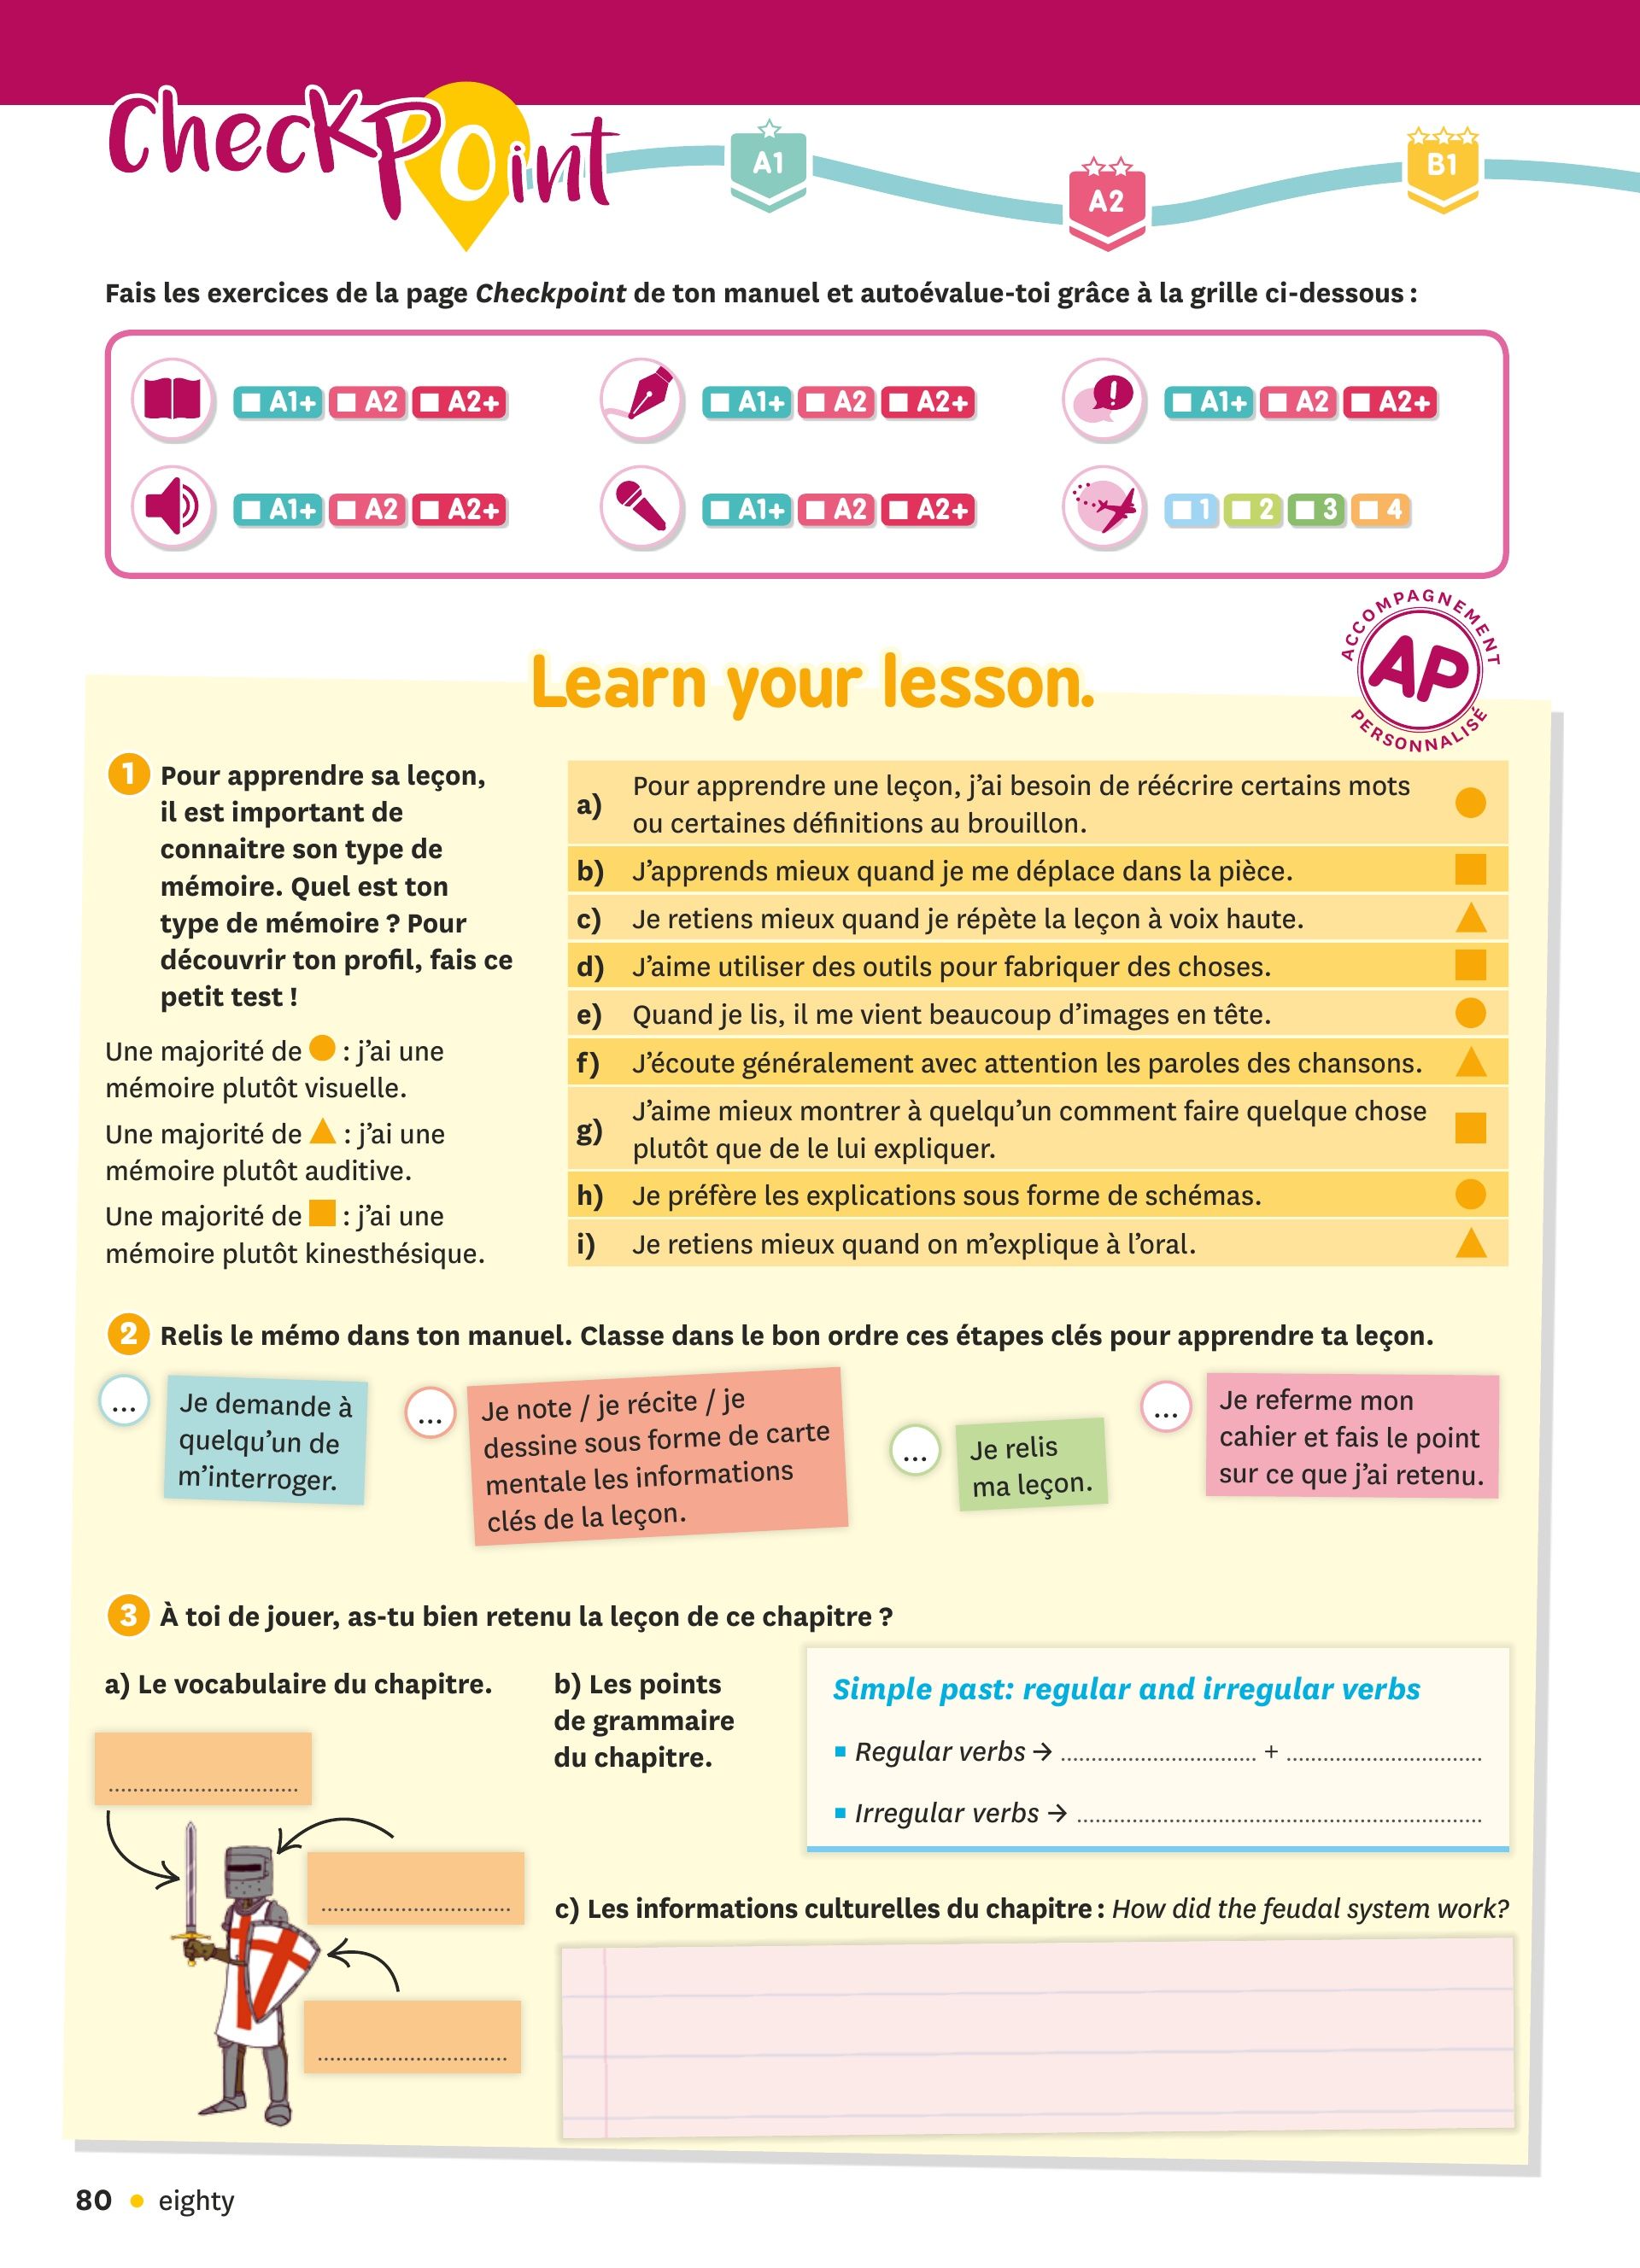 CheckPoint
A1
A2
B1
Fais les exercices de la page Checkpoint de ton manuel et autoévalue-toi grâce à la grille ci-dessous :
A1+ A2 A2+
A1+ A2 A2+
A1+ A2 A2+
A1+ A2 A2+
A1+ A2 A2+
1 2 3 4
ACCOMPAGNEMENT
AP
PERSONNALISÉ
Learn your lesson.
1 Pour apprendre sa leçon,
il est important de
connaitre son type de
mémoire. Quel est ton
type de mémoire ? Pour
découvrir ton profil, fais ce
petit test !
Une majorité de : j'ai une
mémoire plutôt visuelle.
Une majorité de : j'ai une
mémoire plutôt auditive.
Une majorité de : j'ai une
mémoire plutôt kinesthésique.
a) Pour apprendre une leçon, j'ai besoin de réécrire certains mots
ou certaines définitions au brouillon.
b) J'apprends mieux quand je me déplace dans la pièce.
c) Je retiens mieux quand je répète la leçon à voix haute.
d) J'aime utiliser des outils pour fabriquer des choses.
e) Quand je lis, il me vient beaucoup d'images en tête.
f) J'écoute généralement avec attention les paroles des chansons.
g) J'aime mieux montrer à quelqu'un comment faire quelque chose
plutôt que de le lui expliquer.
h) Je préfère les explications sous forme de schémas.
i) Je retiens mieux quand on m'explique à l'oral.
2 Relis le mémo dans ton manuel. Classe dans le bon ordre ces étapes clés pour apprendre ta leçon.
...
Je demande à
quelqu'un de
m'interroger.
...
Je note / je récite / je
dessine sous forme de carte
mentale les informations
clés de la leçon.
...
Je relis
ma leçon.
...
Je referme mon
cahier et fais le point
sur ce que j'ai retenu.
3 À toi de jouer, as-tu bien retenu la leçon de ce chapitre ?
a) Le vocabulaire du chapitre.
..............................
..............................
..............................
b) Les points
de grammaire
du chapitre.
Simple past: regular and irregular verbs
▪ Regular verbs → .............................. + ..............................
▪ Irregular verbs → ..............................................................
c) Les informations culturelles du chapitre : How did the feudal system work?
80 • eighty